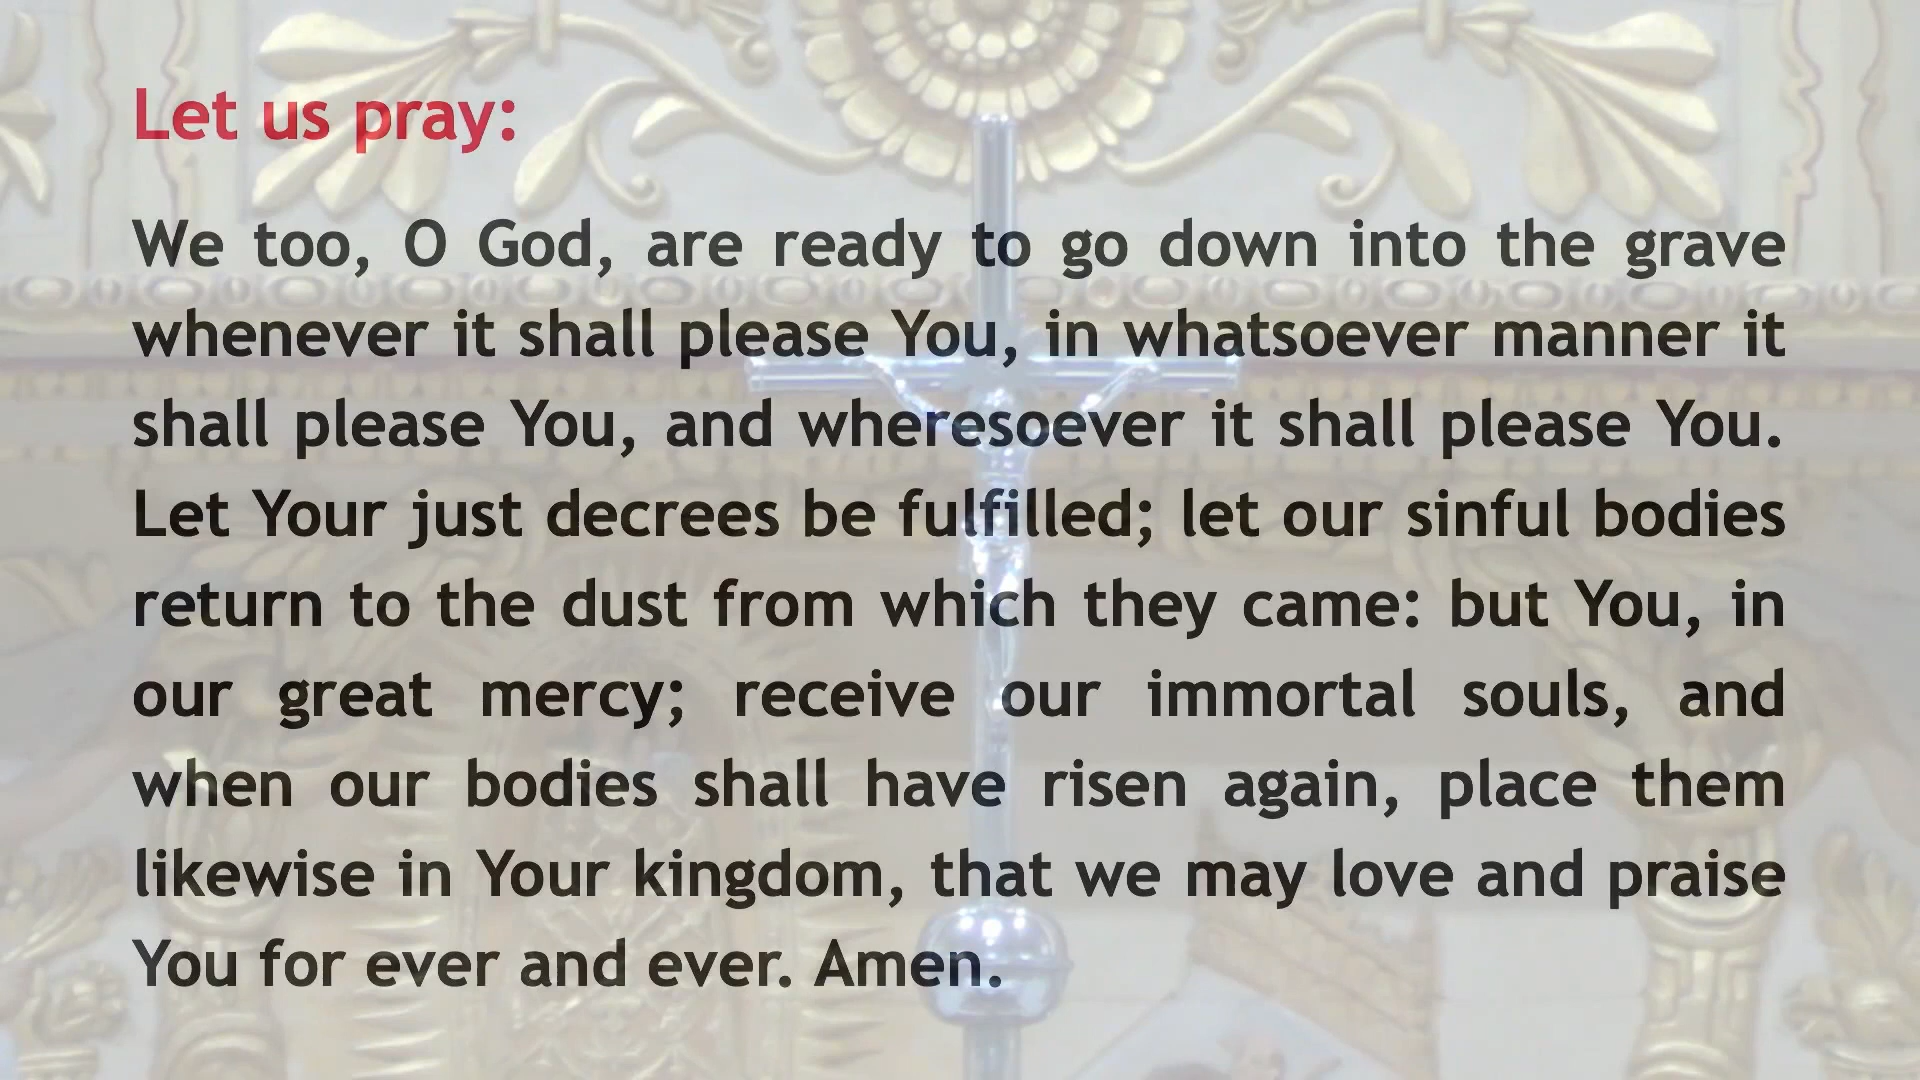 Let us pray:
We too, O God, are ready to go down into the grave
whenever it shall please You, in whatsoever manner it
shall please You, and wheresoever it shall please You.
Let Your just decrees be fulfilled; let our sinful bodies
return to the dust from which they came: but You, in
our great mercy; receive our immortal souls, and
when our bodies shall have risen again, place them
likewise in Your kingdom, that we may love and praise
You for ever and ever. Amen.